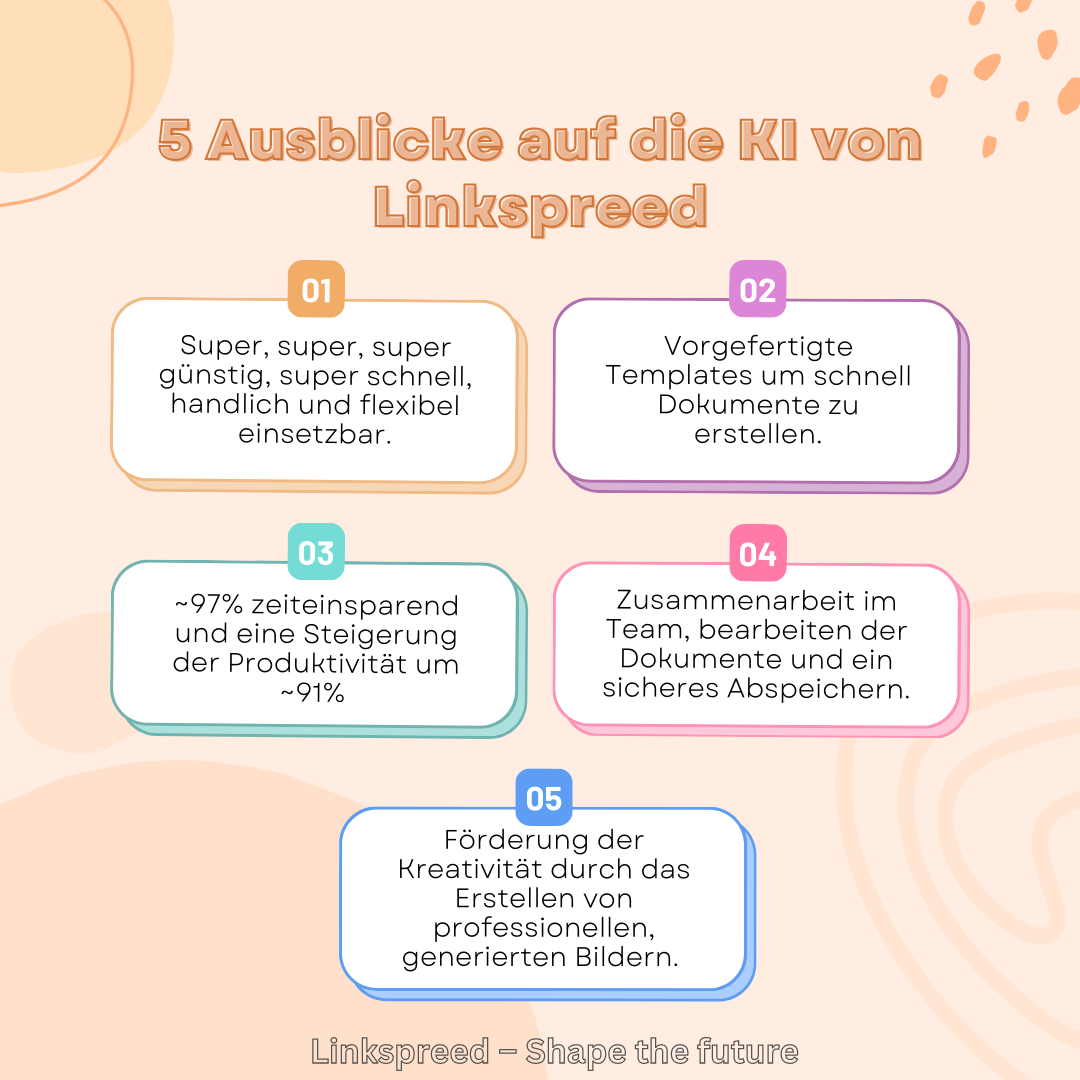 5 Ausblicke auf die KI von
Linkspreed
01
Super, super, super
günstig, super schnell,
handlich und flexibel
einsetzbar.
02
Vorgefertigte
Templates um schnell
Dokumente zu
erstellen.
03
~97% zeiteinsparend
und eine Steigerung
der Produktivität um
~91%
04
Zusammenarbeit im
Team, bearbeiten der
Dokumente und ein
sicheres Abspeichern.
05
Förderung der
Kreativität durch das
Erstellen von
professionellen,
generierten Bildern.
Linkspreed – Shape the future